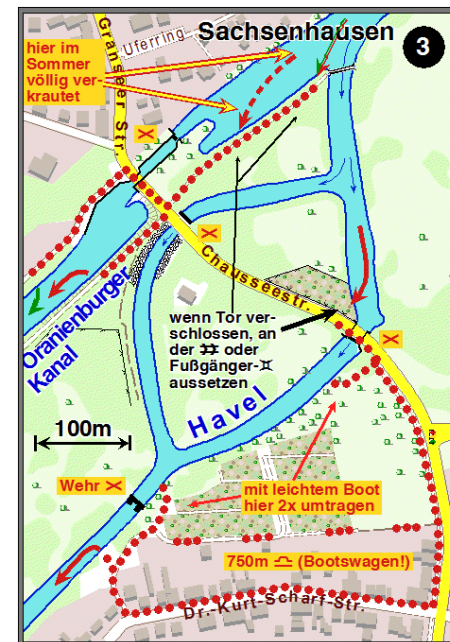 Sachsenhausen
3
Uferring
Granseer Str.
hier im
Sommer
völlig ver-
krautet
Chausseestr.
Oranienburger
Kanal
wenn Tor ver-
schlossen, an
der oder
Fußgänger-
aussetzen
Havel
100m
Wehr
mit leichtem Boot
hier 2x umtragen
750m (Bootswagen!)
Dr.-Kurt-Scharf-Str.